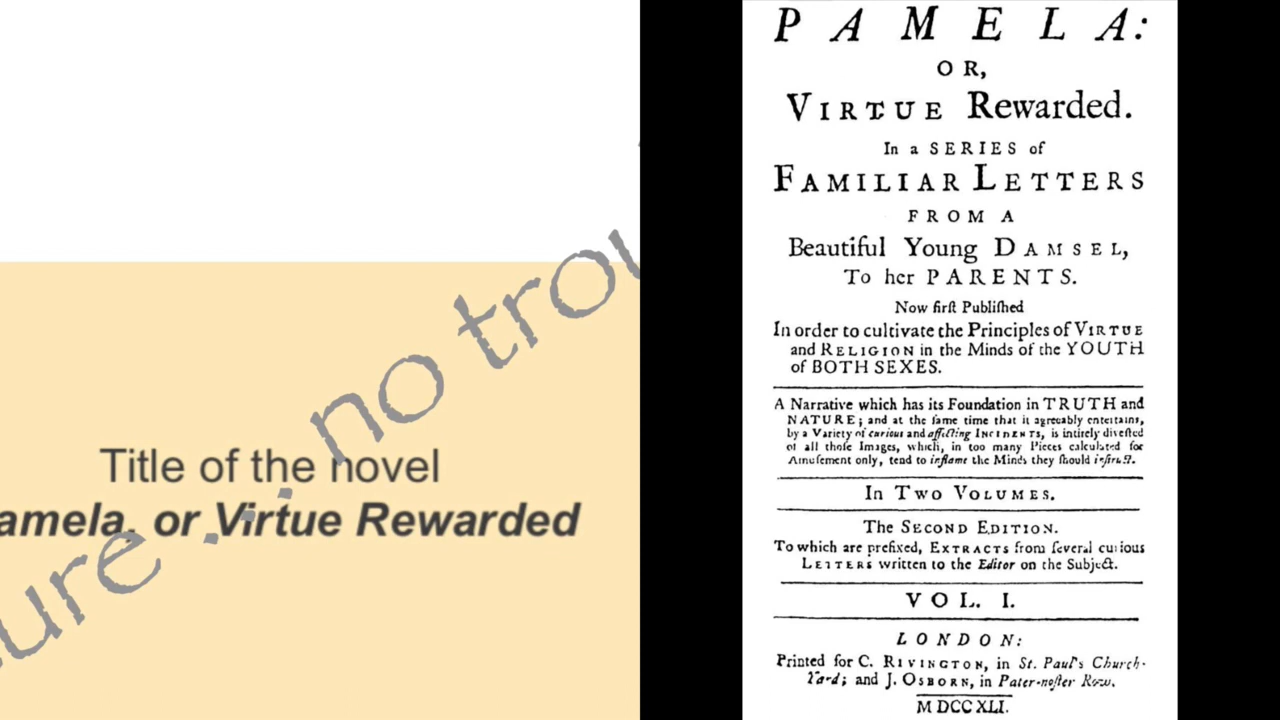 ure . . . no trou
Title of the novel
amela, or Virtue Rewarded
PAMELA:
OR,
VIRTUE Rewarded.
In a SERIES of
FAMILIAR LETTERS
FROM A
Beautiful Young DAMSEL,
To her PARENTS.
Now firſt Publiſhed
In order to cultivate the Principles of VIRTUE
and RELIGION in the Minds of the YOUTH
of BOTH SEXES.
A Narrative which has its Foundation in TRUTH and
NATURE; and at the ſame time that it agreeably entertains,
by a Variety of curious and affecting INCIDENTS, is intirely diveſted
of all thoſe Images, which, in too many Pieces calculated for
Amuſement only, tend to inflame the Minds they ſhould inſtruct.
In TWO VOLUMES.
The SECOND EDITION.
To which are prefixed, EXTRACTS from ſeveral curious
LETTERS written to the Editor on the Subject.
VOL. I.
LONDON:
Printed for C. RIVINGTON, in St. Paul's Church-
Yard; and J. OSBORN, in Pater-noſter Row.
M DCC XLI.